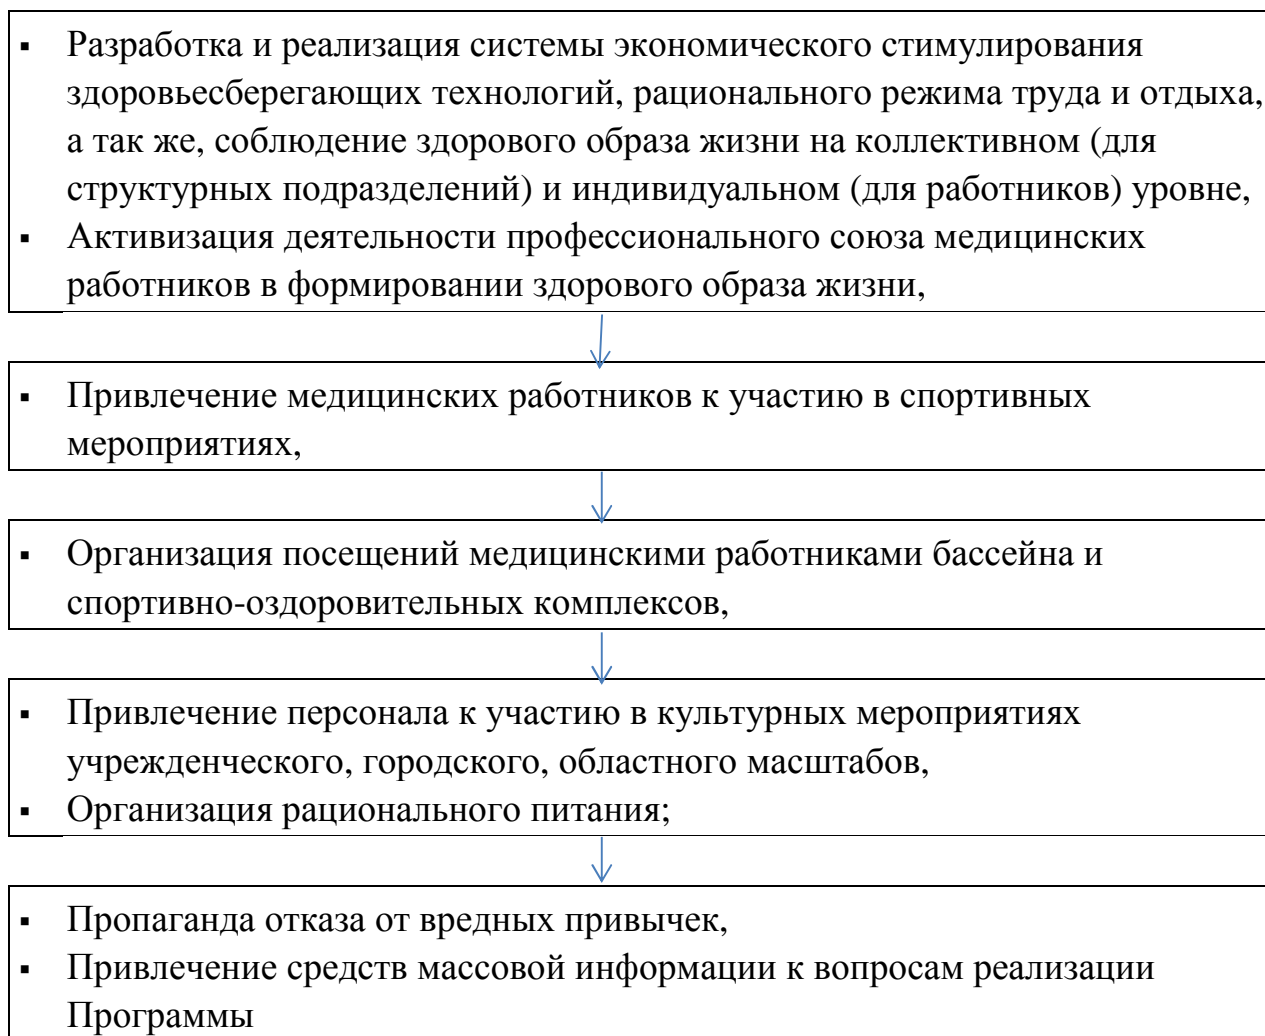 ▪ Разработка и реализация системы экономического стимулирования
здоровьесберегающих технологий, рационального режима труда и отдыха,
а так же, соблюдение здорового образа жизни на коллективном (для
структурных подразделений) и индивидуальном (для работников) уровне,
▪ Активизация деятельности профессионального союза медицинских
работников в формировании здорового образа жизни,
▪ Привлечение медицинских работников к участию в спортивных
мероприятиях,
▪ Организация посещений медицинскими работниками бассейна и
спортивно-оздоровительных комплексов,
▪ Привлечение персонала к участию в культурных мероприятиях
учрежденческого, городского, областного масштабов,
▪ Организация рационального питания;
▪ Пропаганда отказа от вредных привычек,
▪ Привлечение средств массовой информации к вопросам реализации
Программы